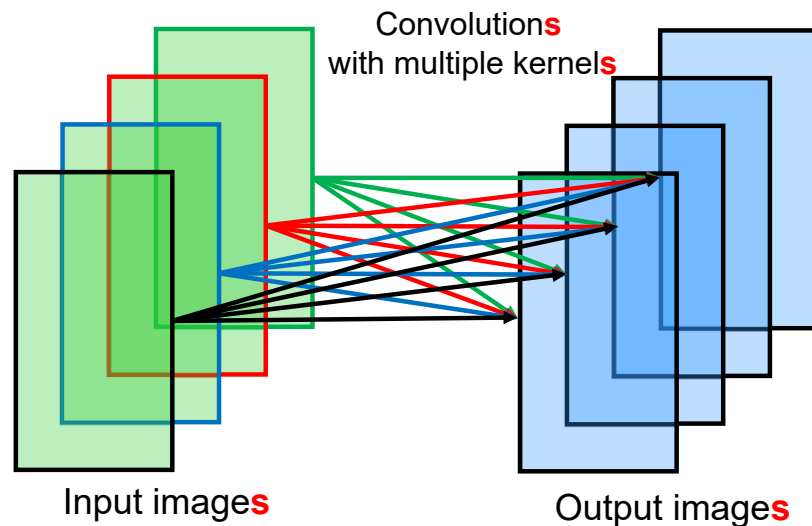 Convolutions
with multiple kernels
Input images
Output images